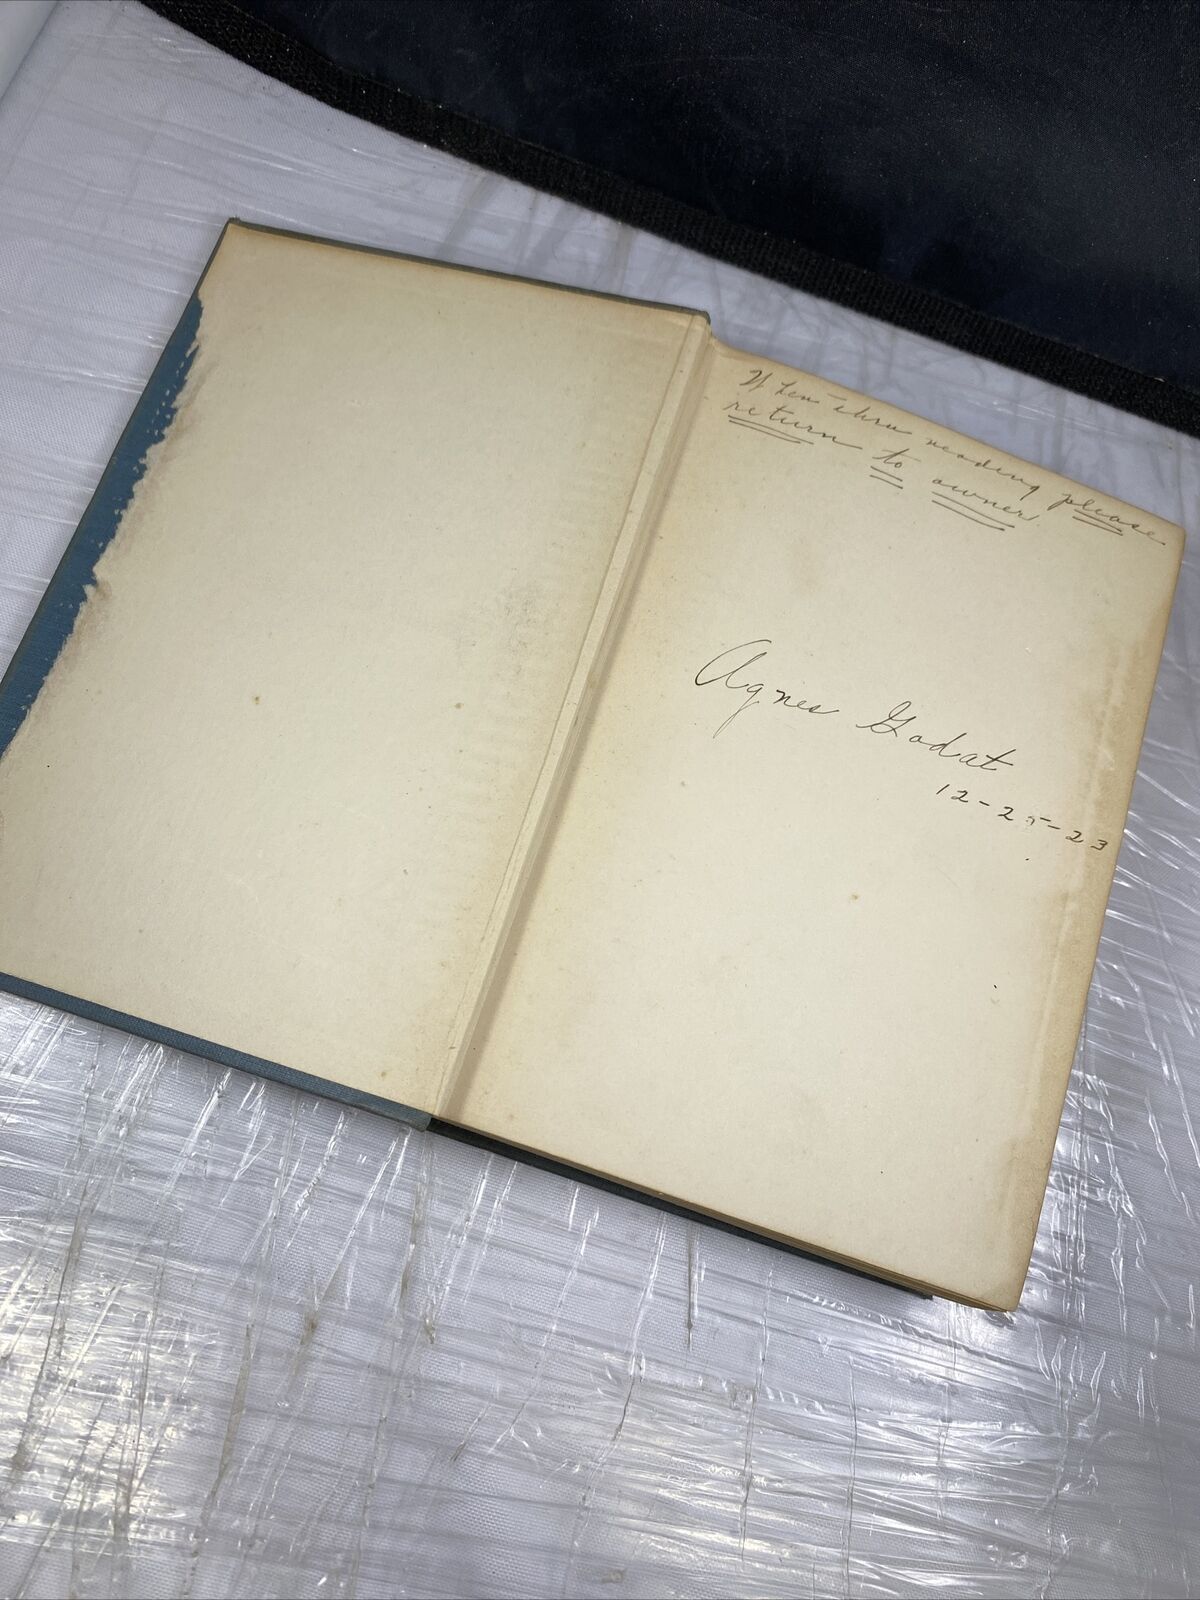 When thru reading please
return to owner.
Agnes Godat
12-25-23